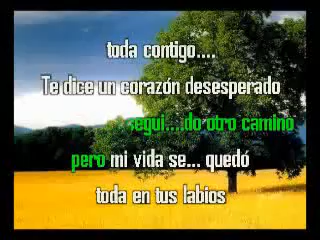 toda contigo....
Te dice un corazón desesperado
egui....do otro camino
pero mi vida se... quedó
toda en tus labios